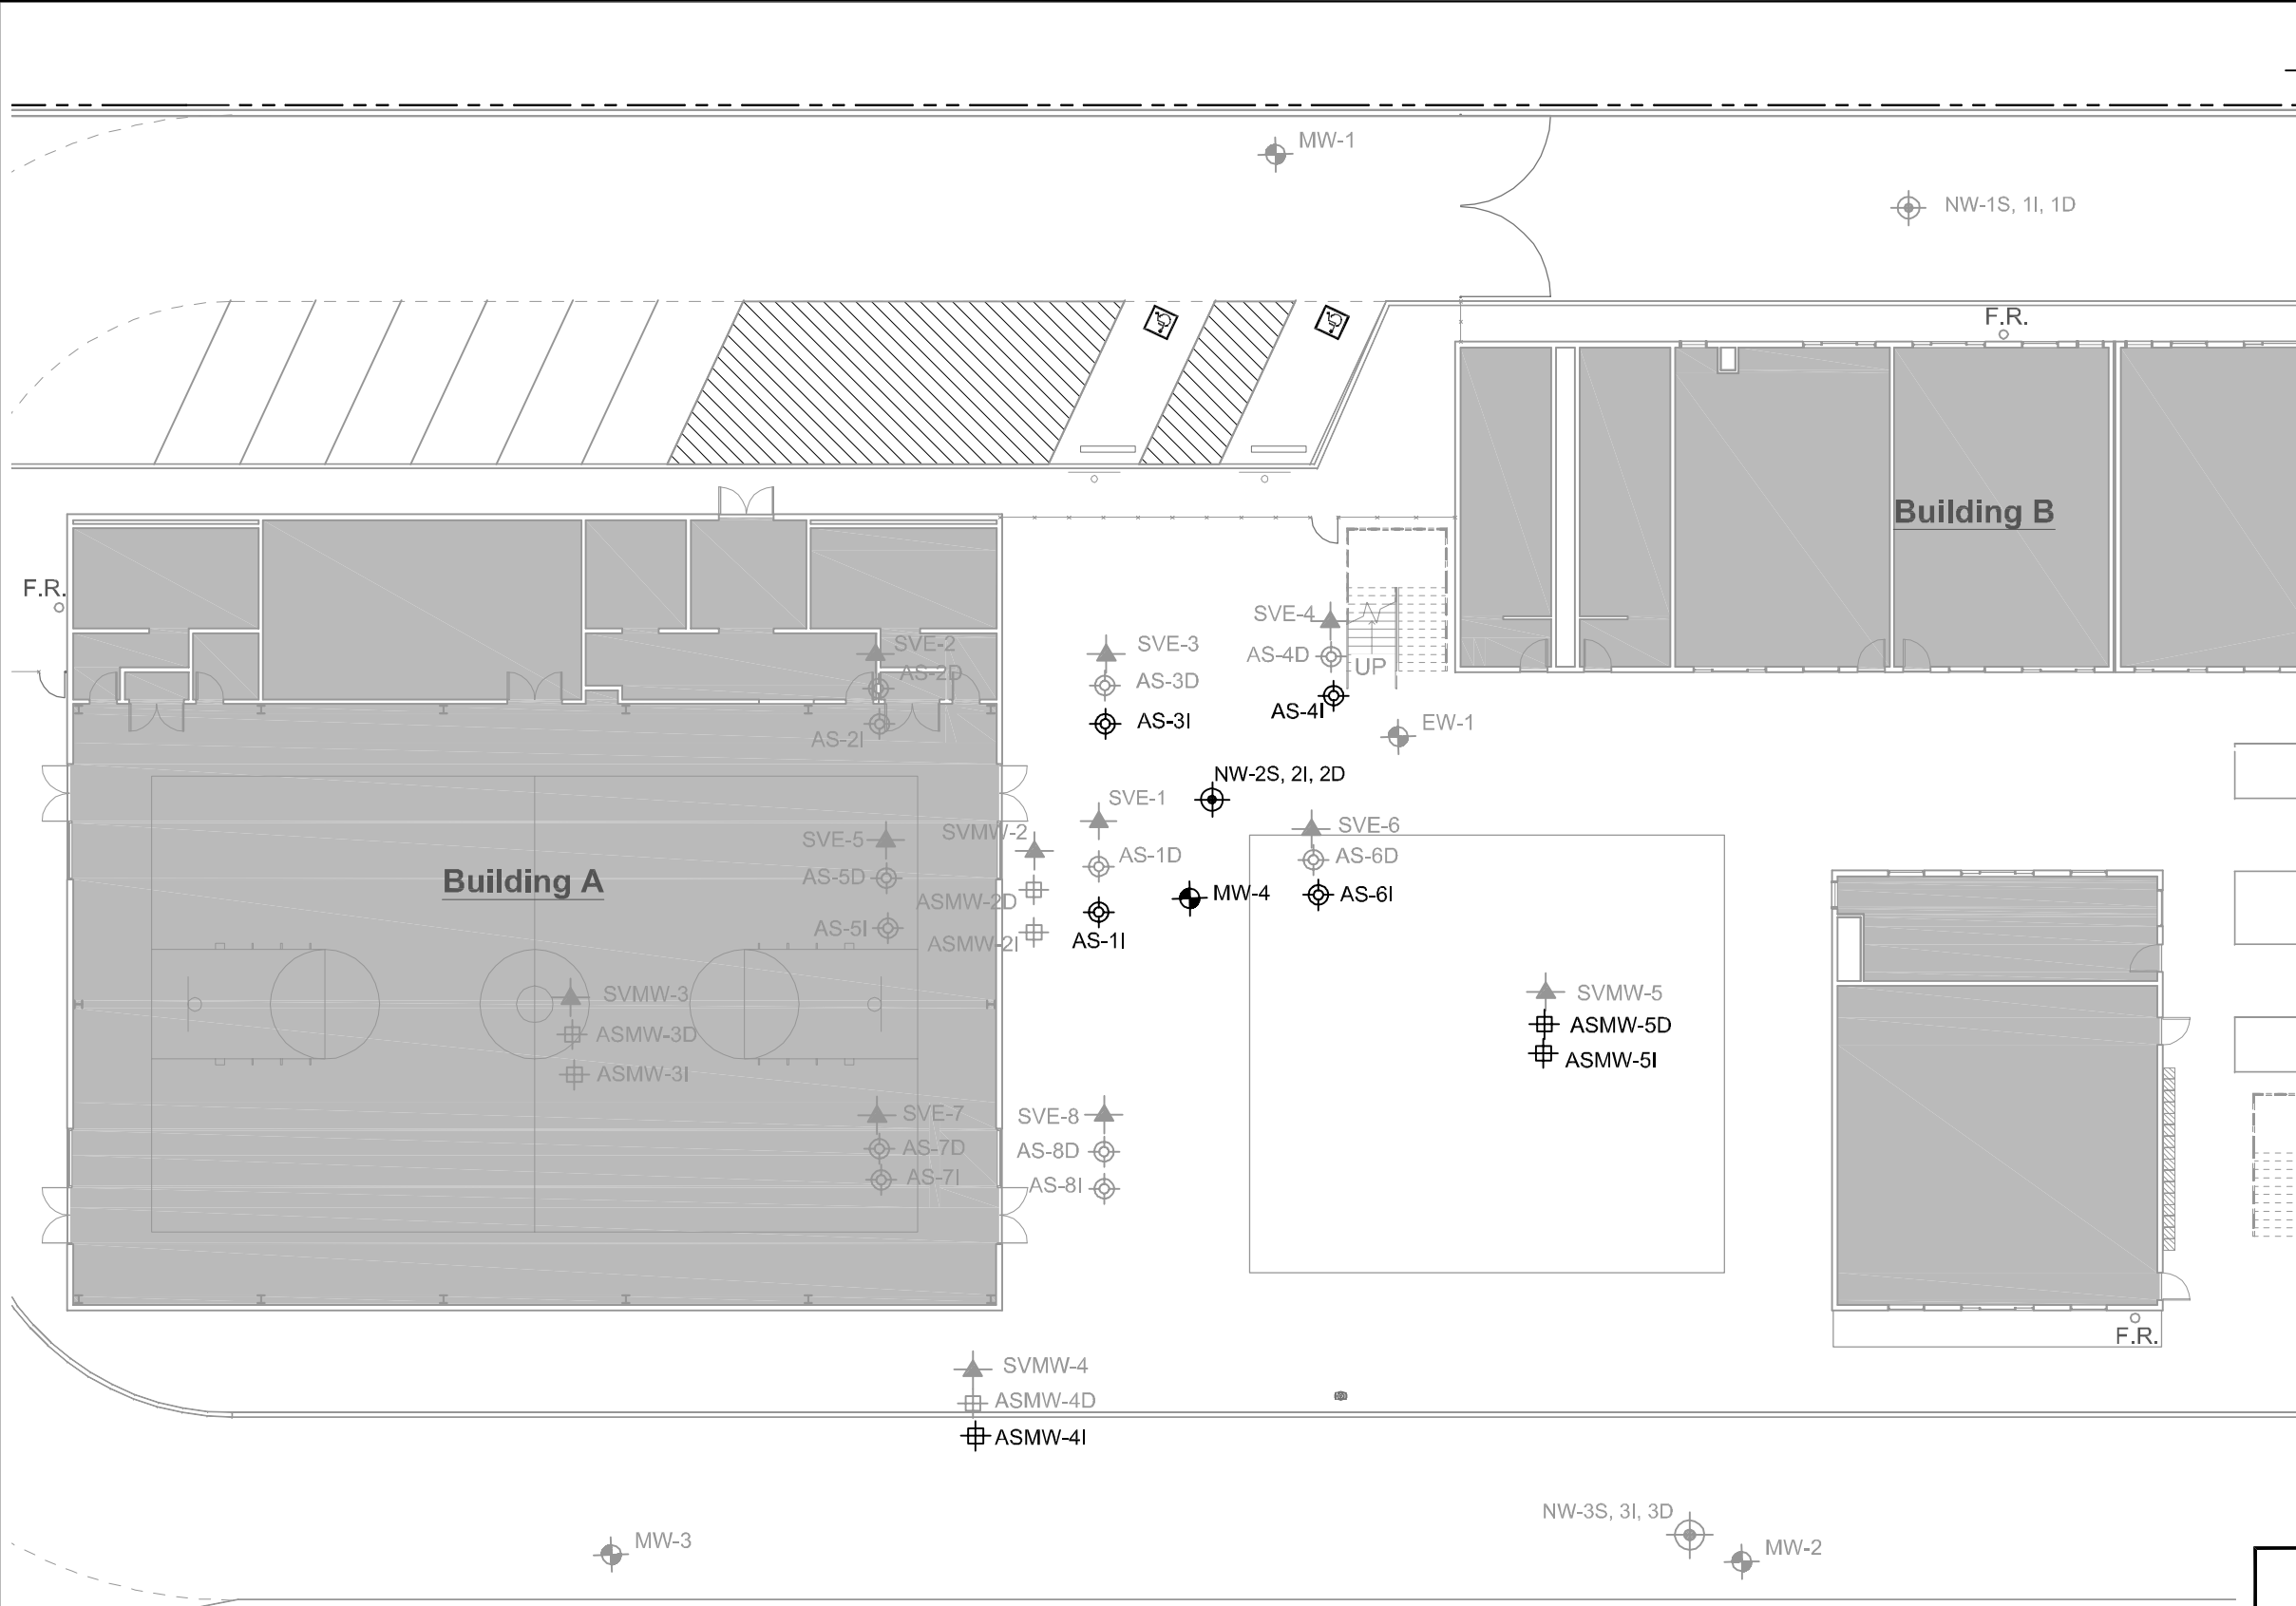 MW-1
NW-1S, 1I, 1D
F.R.
Building B
F.R.
SVE-4
SVE-2
SVE-3
AS-4D
UP
AS-2D
AS-3D
AS-4I
AS-3I
EW-1
AS-2I
NW-2S, 2I, 2D
SVE-1
SVE-6
SVMW-2
SVE-5
AS-1D
AS-6D
Building A
AS-5D
MW-4
AS-6I
ASMW-2D
AS-5I
AS-1I
ASMW-2I
SVMW-3
SVMW-5
ASMW-5D
ASMW-3D
ASMW-5I
ASMW-3I
SVE-7
SVE-8
AS-7D
AS-8D
AS-7I
AS-8I
F.R.
SVMW-4
ASMW-4D
ASMW-4I
NW-3S, 3I, 3D
MW-3
MW-2